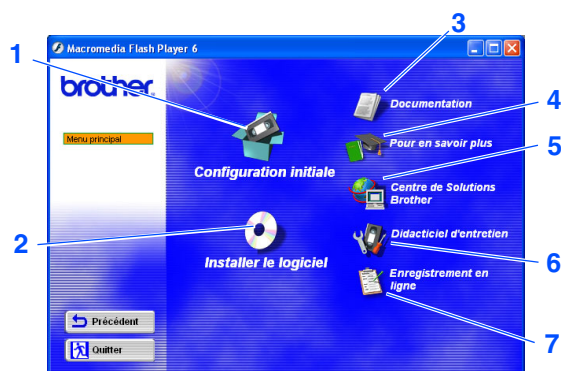 Macromedia Flash Player 6
brother
Menu principal
Configuration initiale
Installer le logiciel
Documentation
Pour en savoir plus
Centre de Solutions
Brother
Didacticiel d'entretien
Enregistrement en
ligne
Précédent
Quitter
1
2
3
4
5
6
7